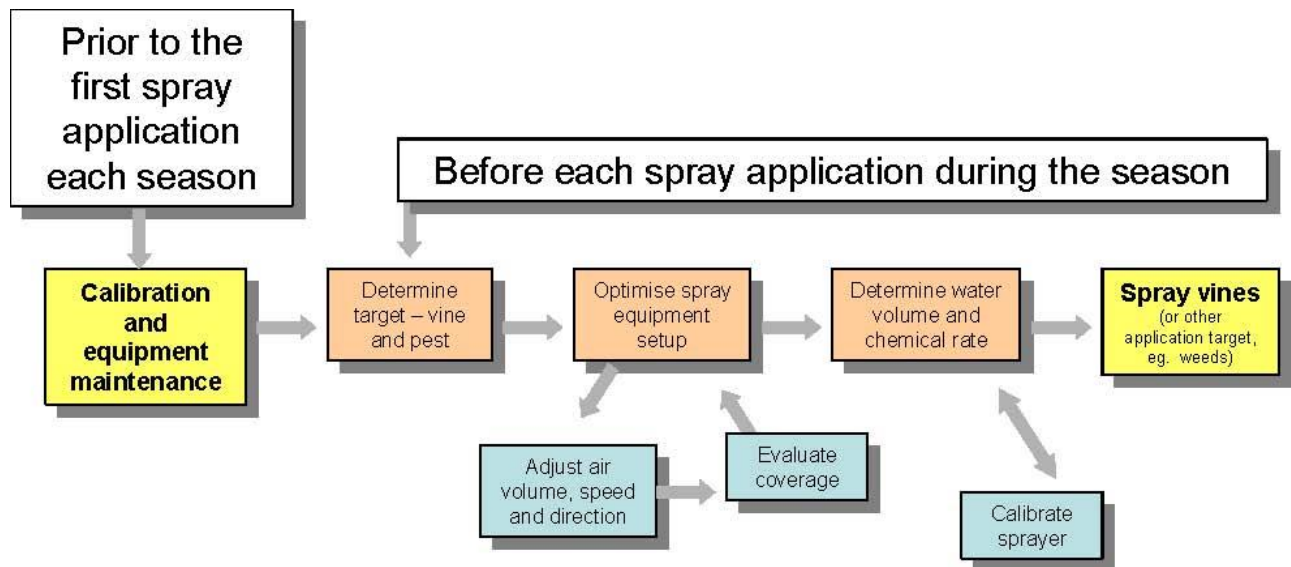 Prior to the
first spray
application
each season
Before each spray application during the season
Calibration
and
equipment
maintenance
Determine
target – vine
and pest
Optimise spray
equipment
setup
Determine water
volume and
chemical rate
Spray vines
(or other
application target,
eg. weeds)
Adjust air
volume, speed
and direction
Evaluate
coverage
Calibrate
sprayer